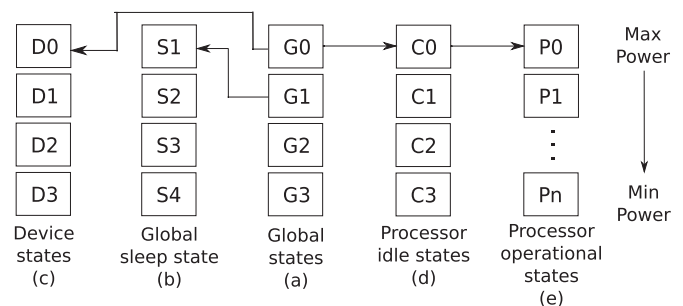 D0 S1 G0 C0 P0
Max
Power
D1 S2 G1 C1 P1
D2 S3 G2 C2
D3 S4 G3 C3 Pn
Min
Power
Device
states
(c)
Global
sleep state
(b)
Global
states
(a)
Processor
idle states
(d)
Processor
operational
states
(e)